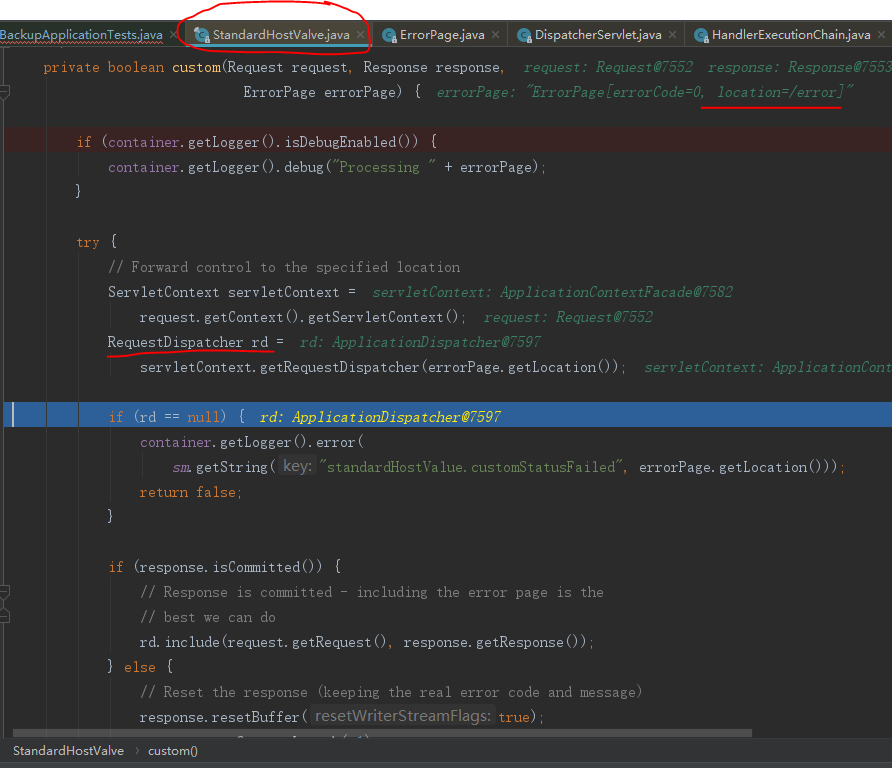 BackupApplicationTests.java StandardHostValve.java ErrorPage.java DispatcherServlet.java HandlerExecutionChain.java
private boolean custom(Request request, Response response, request: Request@7552 response: Response@7553
ErrorPage errorPage) { errorPage: "ErrorPage[errorCode=0, location=/error]"
if (container.getLogger().isDebugEnabled()) {
container.getLogger().debug("Processing " + errorPage);
}
try {
// Forward control to the specified location
ServletContext servletContext = servletContext: ApplicationContextFacade@7582
request.getContext().getServletContext(); request: Request@7552
RequestDispatcher rd = rd: ApplicationDispatcher@7597
servletContext.getRequestDispatcher(errorPage.getLocation()); servletContext: ApplicationCont
if (rd == null) { rd: ApplicationDispatcher@7597
container.getLogger().error(
sm.getString( key: "standardHostValue.customStatusFailed", errorPage.getLocation()));
return false;
}
if (response.isCommitted()) {
// Response is committed - including the error page is the
// best we can do
rd.include(request.getRequest(), response.getResponse());
} else {
// Reset the response (keeping the real error code and message)
response.resetBuffer( resetWriterStreamFlags: true);
StandardHostValve › custom()